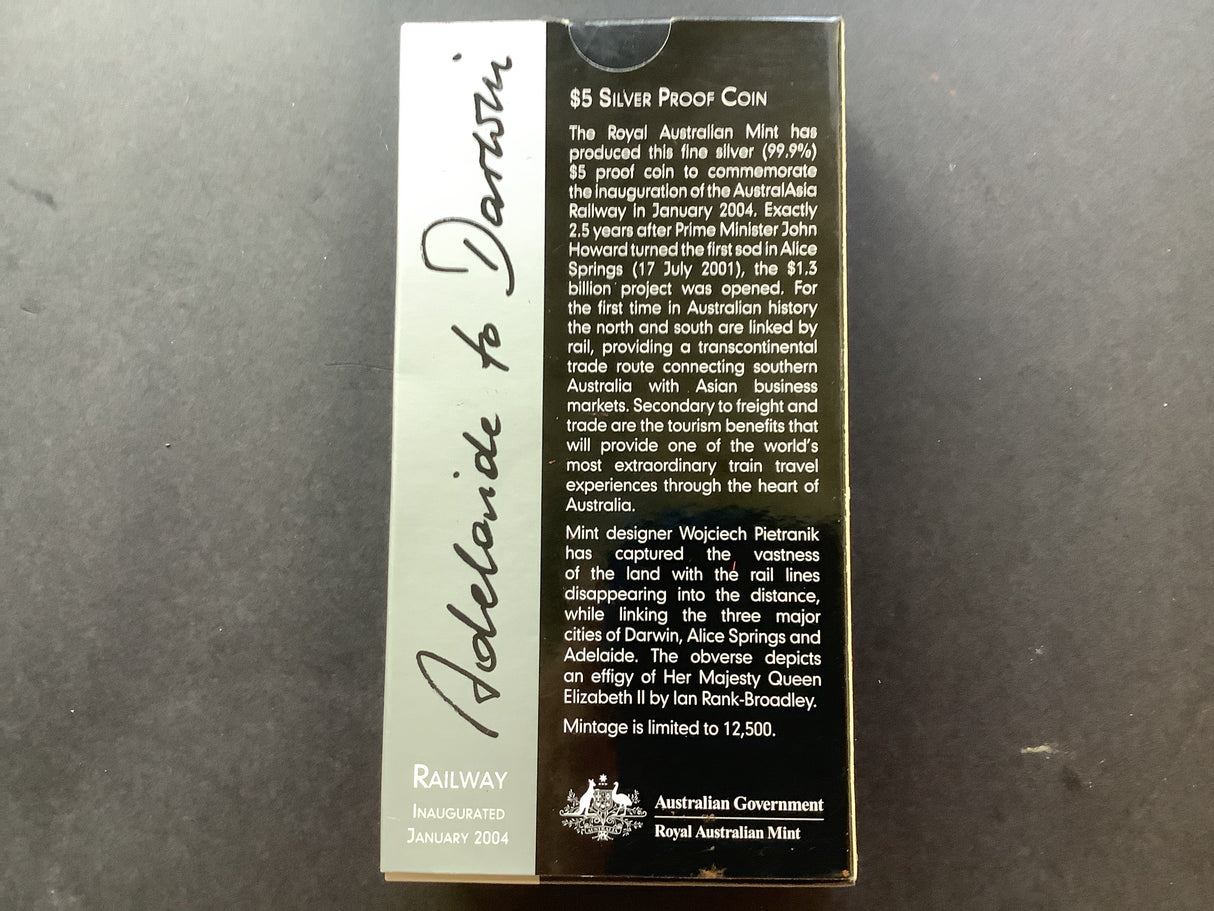 Adelaide to Darwin
RAILWAY
INAUGURATED
JANUARY 2004
$5 SILVER PROOF COIN
The Royal Australian Mint has
produced this fine silver (99.9%)
$5 proof coin to commemorate
the inauguration of the AustralAsia
Railway in January 2004. Exactly
2.5 years after Prime Minister John
Howard turned the first sod in Alice
Springs (17 July 2001), the $1.3
billion project was opened. For
the first time in Australian history
the north and south are linked by
rail, providing a transcontinental
trade route connecting southern
Australia with Asian business
markets. Secondary to freight and
trade are the tourism benefits that
will provide one of the world's
most extraordinary train travel
experiences through the heart of
Australia.
Mint designer Wojciech Pietranik
has captured the vastness
of the land with the rail lines
disappearing into the distance,
while linking the three major
cities of Darwin, Alice Springs and
Adelaide. The obverse depicts
an effigy of Her Majesty Queen
Elizabeth II by Ian Rank-Broadley.
Mintage is limited to 12,500.
AUSTRALIA
Australian Government
Royal Australian Mint